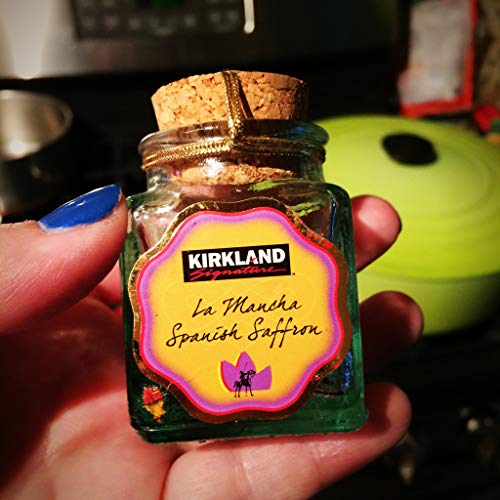 KIRKLAND
Signature
La Mancha
Spanish Saffron